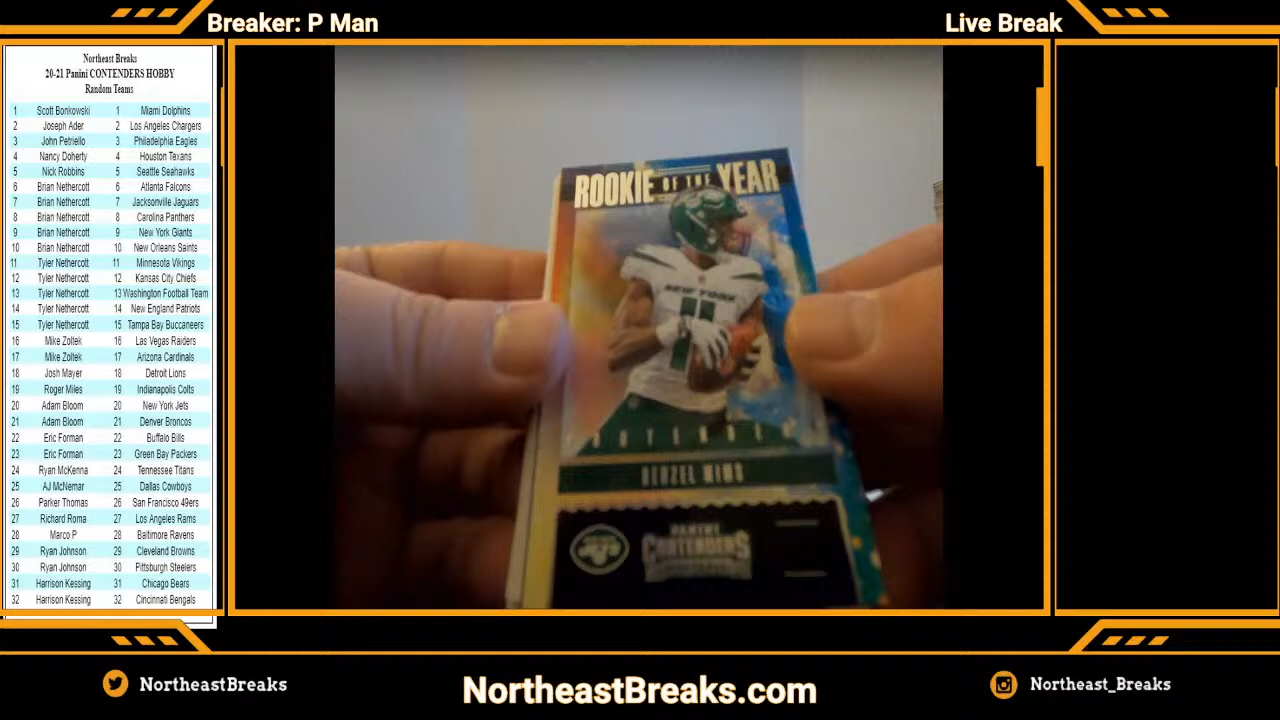 Breaker: P Man
Live Break
Northeast Breaks
20-21 Panini CONTENDERS HOBBY
Random Teams
1 Scott Bonkowski 1 Miami Dolphins
2 Joseph Ader 2 Los Angeles Chargers
3 John Petriello 3 Philadelphia Eagles
4 Nancy Doherty 4 Houston Texans
5 Nick Robbins 5 Seattle Seahawks
6 Brian Nethercott 6 Atlanta Falcons
7 Brian Nethercott 7 Jacksonville Jaguars
8 Brian Nethercott 8 Carolina Panthers
9 Brian Nethercott 9 New York Giants
10 Brian Nethercott 10 New Orleans Saints
11 Tyler Nethercott 11 Minnesota Vikings
12 Tyler Nethercott 12 Kansas City Chiefs
13 Tyler Nethercott 13 Washington Football Team
14 Tyler Nethercott 14 New England Patriots
15 Tyler Nethercott 15 Tampa Bay Buccaneers
16 Mike Zoltek 16 Las Vegas Raiders
17 Mike Zoltek 17 Arizona Cardinals
18 Josh Mayer 18 Detroit Lions
19 Roger Miles 19 Indianapolis Colts
20 Adam Bloom 20 New York Jets
21 Adam Bloom 21 Denver Broncos
22 Eric Forman 22 Buffalo Bills
23 Eric Forman 23 Green Bay Packers
24 Ryan McKenna 24 Tennessee Titans
25 AJ McNemar 25 Dallas Cowboys
26 Parker Thomas 26 San Francisco 49ers
27 Richard Roma 27 Los Angeles Rams
28 Marco P 28 Baltimore Ravens
29 Ryan Johnson 29 Cleveland Browns
30 Ryan Johnson 30 Pittsburgh Steelers
31 Harrison Kessing 31 Chicago Bears
32 Harrison Kessing 32 Cincinnati Bengals
ROOKIE OF THE YEAR
NEW YORK
11
DENZEL MIMS
PANINI
CONTENDERS
NortheastBreaks
NortheastBreaks.com
Northeast_Breaks